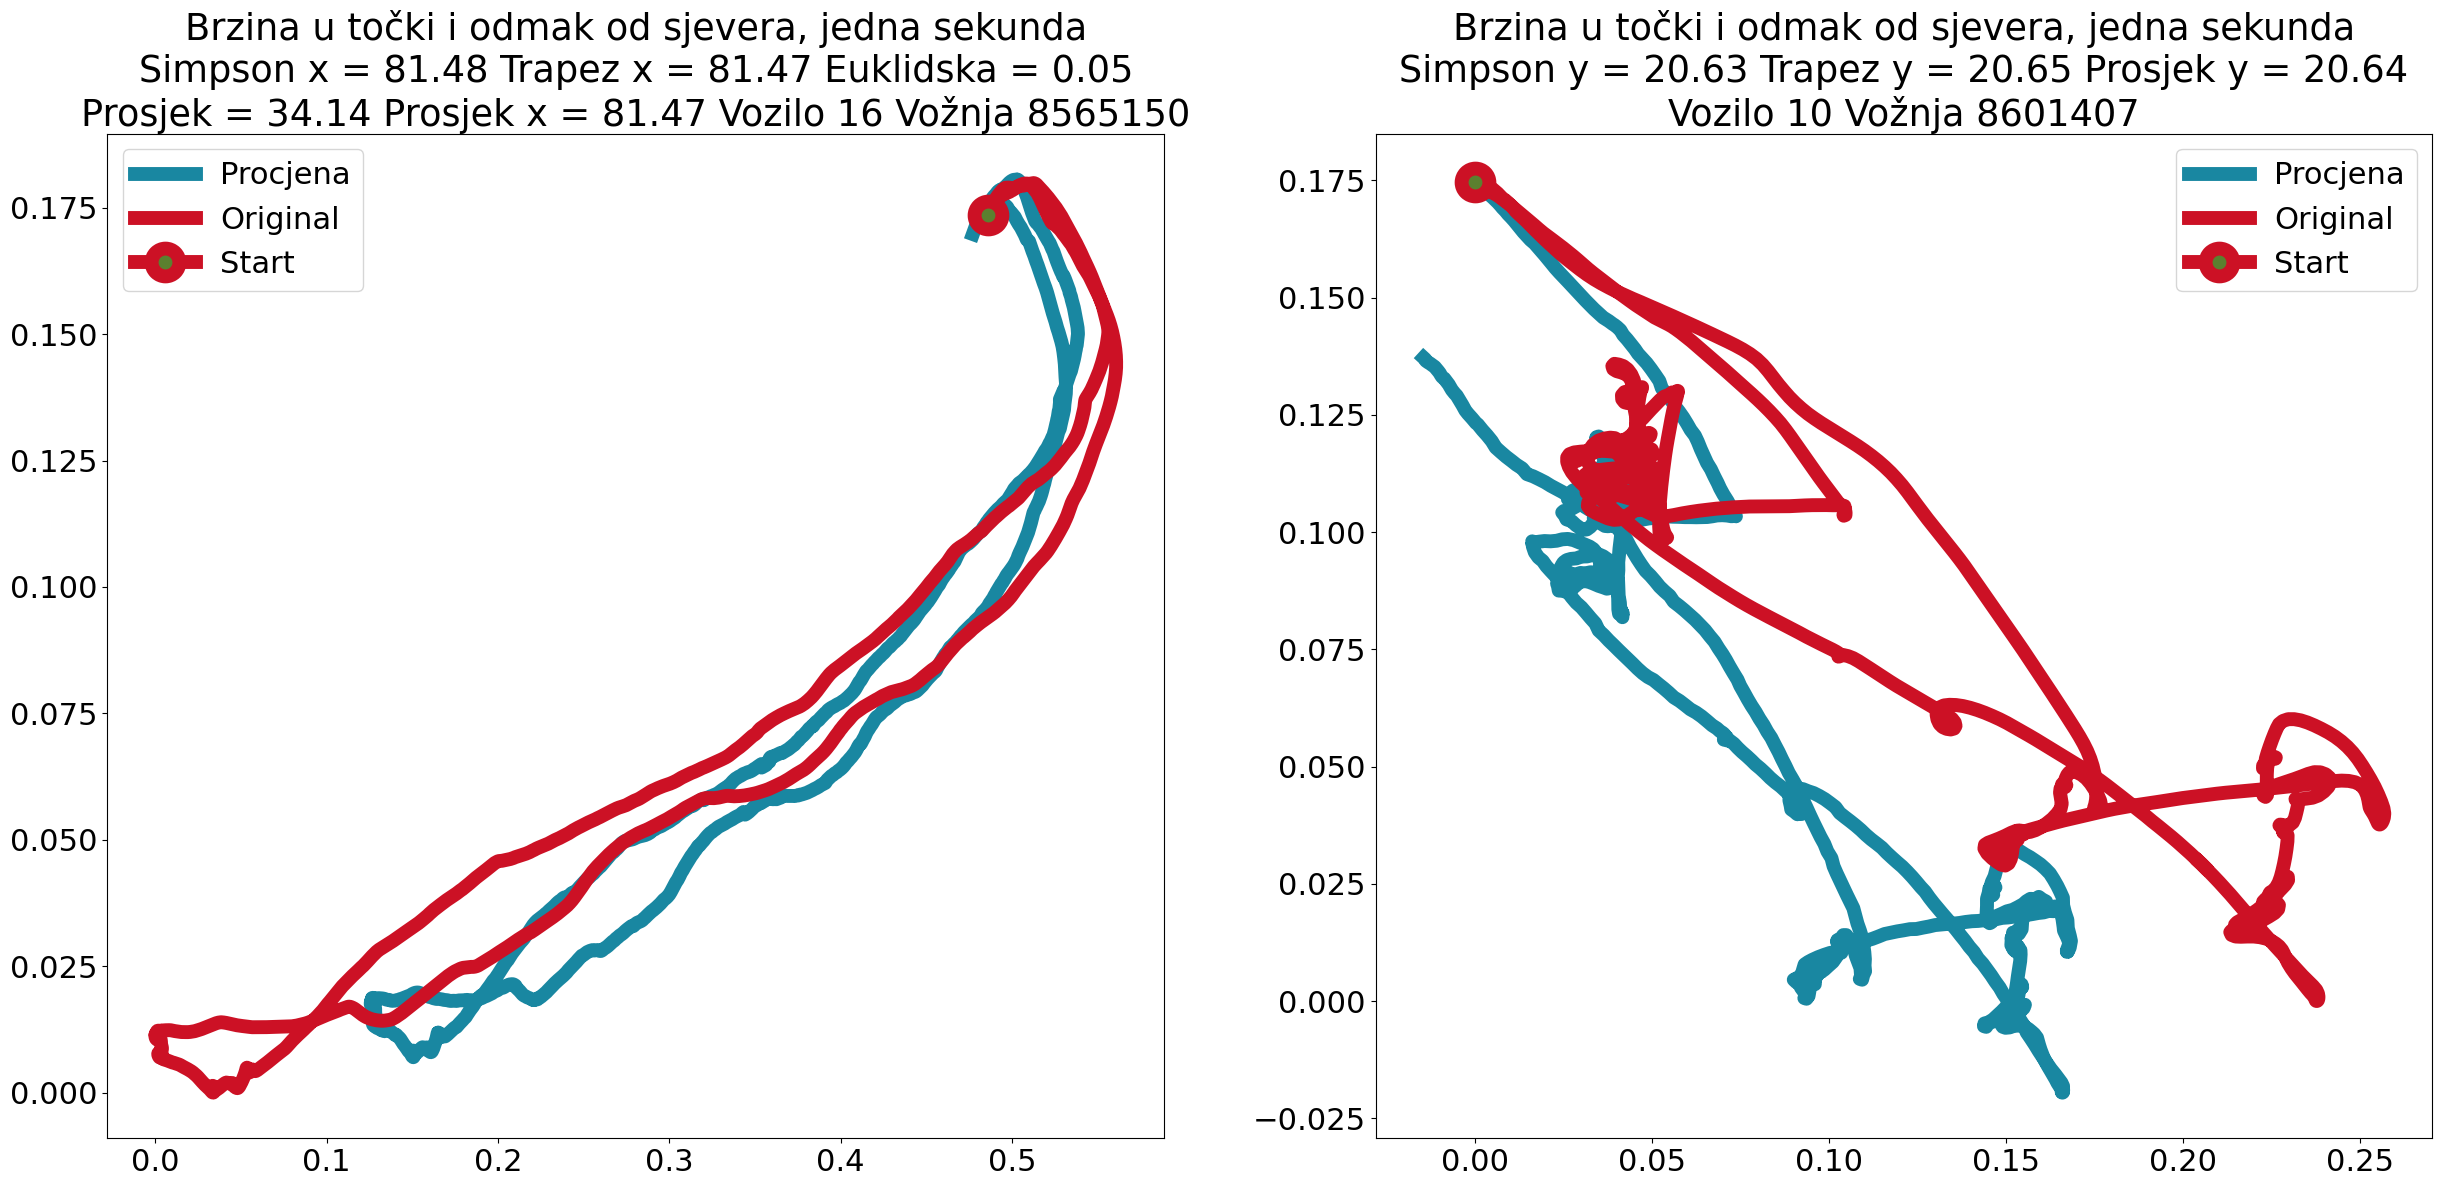 Brzina u točki i odmak od sjevera, jedna sekunda
Simpson x = 81.48 Trapez x = 81.47 Euklidska = 0.05
Prosjek = 34.14 Prosjek x = 81.47 Vozilo 16 Vožnja 8565150
Procjena
Original
Start
0.175
0.150
0.125
0.100
0.075
0.050
0.025
0.000
0.0 0.1 0.2 0.3 0.4 0.5
Brzina u točki i odmak od sjevera, jedna sekunda
Simpson y = 20.63 Trapez y = 20.65 Prosjek y = 20.64
Vozilo 10 Vožnja 8601407
Procjena
Original
Start
0.175
0.150
0.125
0.100
0.075
0.050
0.025
0.000
−0.025
0.00 0.05 0.10 0.15 0.20 0.25